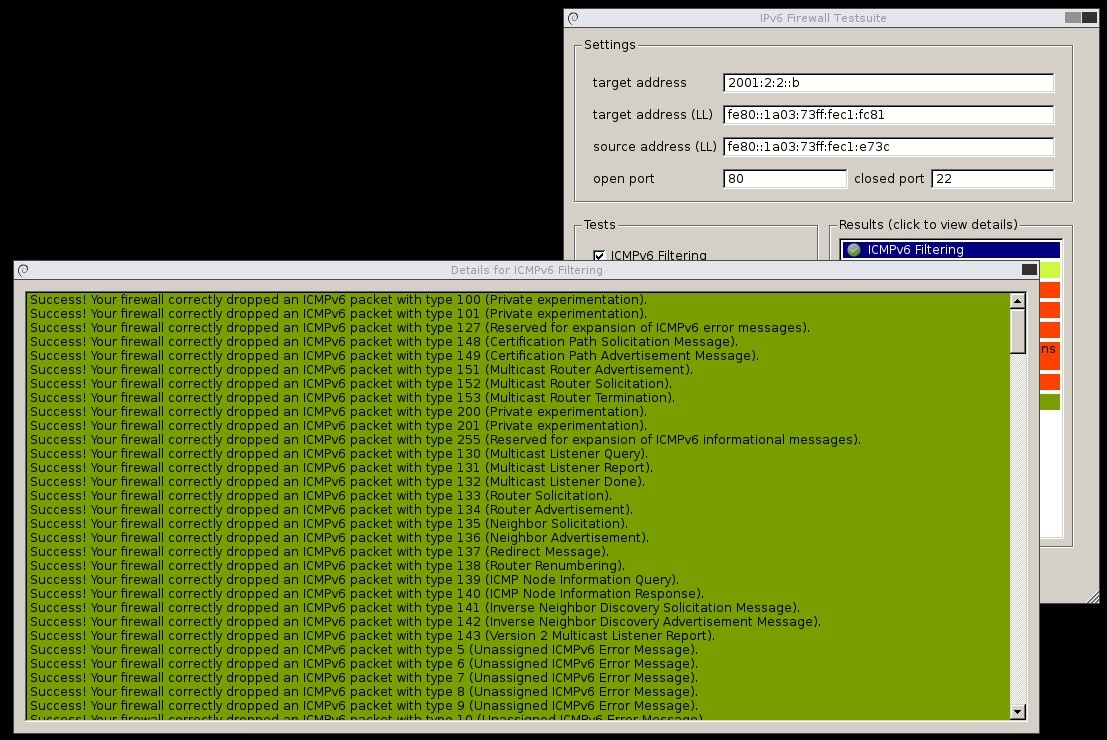 IPv6 Firewall Testsuite
Settings
target address 2001:2:2::b
target address (LL) fe80::1a03:73ff:fec1:fc81
source address (LL) fe80::1a03:73ff:fec1:e73c
open port 80 closed port 22
Tests
ICMPv6 Filtering
Results (click to view details)
ICMPv6 Filtering
ns
Details for ICMPv6 Filtering
Success! Your firewall correctly dropped an ICMPv6 packet with type 100 (Private experimentation).
Success! Your firewall correctly dropped an ICMPv6 packet with type 101 (Private experimentation).
Success! Your firewall correctly dropped an ICMPv6 packet with type 127 (Reserved for expansion of ICMPv6 error messages).
Success! Your firewall correctly dropped an ICMPv6 packet with type 148 (Certification Path Solicitation Message).
Success! Your firewall correctly dropped an ICMPv6 packet with type 149 (Certification Path Advertisement Message).
Success! Your firewall correctly dropped an ICMPv6 packet with type 151 (Multicast Router Advertisement).
Success! Your firewall correctly dropped an ICMPv6 packet with type 152 (Multicast Router Solicitation).
Success! Your firewall correctly dropped an ICMPv6 packet with type 153 (Multicast Router Termination).
Success! Your firewall correctly dropped an ICMPv6 packet with type 200 (Private experimentation).
Success! Your firewall correctly dropped an ICMPv6 packet with type 201 (Private experimentation).
Success! Your firewall correctly dropped an ICMPv6 packet with type 255 (Reserved for expansion of ICMPv6 informational messages).
Success! Your firewall correctly dropped an ICMPv6 packet with type 130 (Multicast Listener Query).
Success! Your firewall correctly dropped an ICMPv6 packet with type 131 (Multicast Listener Report).
Success! Your firewall correctly dropped an ICMPv6 packet with type 132 (Multicast Listener Done).
Success! Your firewall correctly dropped an ICMPv6 packet with type 133 (Router Solicitation).
Success! Your firewall correctly dropped an ICMPv6 packet with type 134 (Router Advertisement).
Success! Your firewall correctly dropped an ICMPv6 packet with type 135 (Neighbor Solicitation).
Success! Your firewall correctly dropped an ICMPv6 packet with type 136 (Neighbor Advertisement).
Success! Your firewall correctly dropped an ICMPv6 packet with type 137 (Redirect Message).
Success! Your firewall correctly dropped an ICMPv6 packet with type 138 (Router Renumbering).
Success! Your firewall correctly dropped an ICMPv6 packet with type 139 (ICMP Node Information Query).
Success! Your firewall correctly dropped an ICMPv6 packet with type 140 (ICMP Node Information Response).
Success! Your firewall correctly dropped an ICMPv6 packet with type 141 (Inverse Neighbor Discovery Solicitation Message).
Success! Your firewall correctly dropped an ICMPv6 packet with type 142 (Inverse Neighbor Discovery Advertisement Message).
Success! Your firewall correctly dropped an ICMPv6 packet with type 143 (Version 2 Multicast Listener Report).
Success! Your firewall correctly dropped an ICMPv6 packet with type 5 (Unassigned ICMPv6 Error Message).
Success! Your firewall correctly dropped an ICMPv6 packet with type 6 (Unassigned ICMPv6 Error Message).
Success! Your firewall correctly dropped an ICMPv6 packet with type 7 (Unassigned ICMPv6 Error Message).
Success! Your firewall correctly dropped an ICMPv6 packet with type 8 (Unassigned ICMPv6 Error Message).
Success! Your firewall correctly dropped an ICMPv6 packet with type 9 (Unassigned ICMPv6 Error Message).
Success! Your firewall correctly dropped an ICMPv6 packet with type 10 (Unassigned ICMPv6 Error Message)